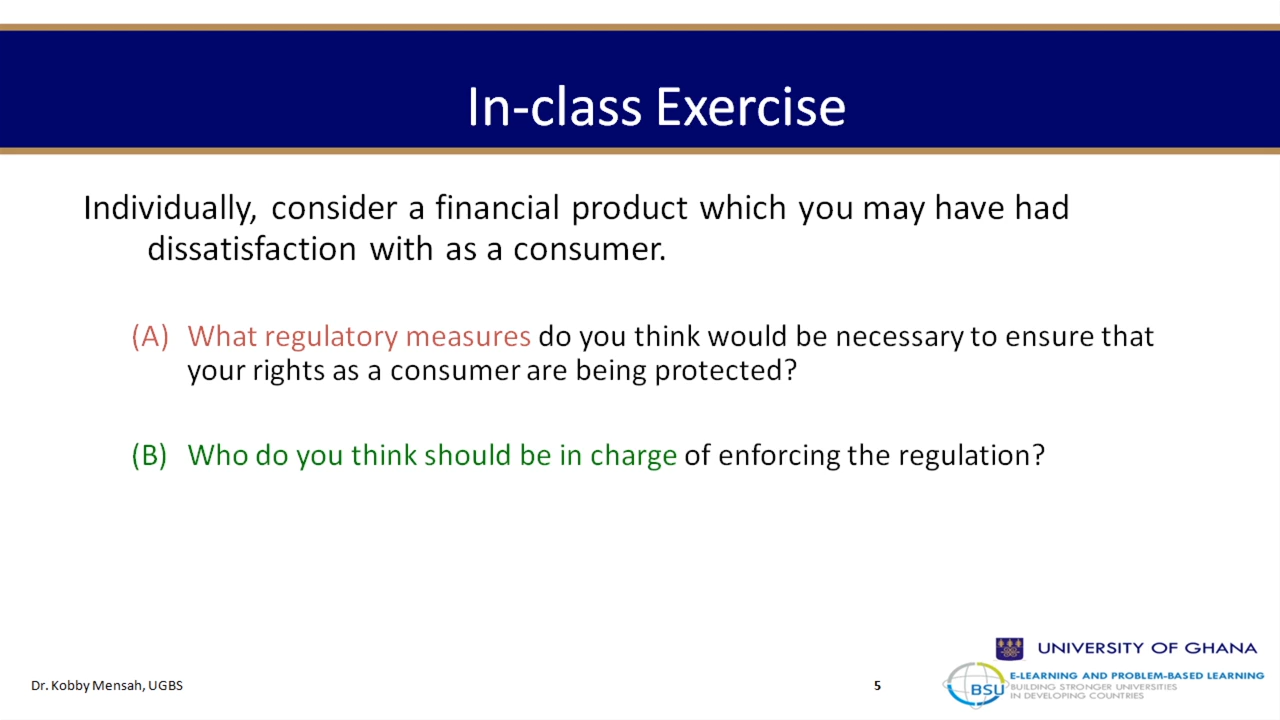 In-class Exercise
Individually, consider a financial product which you may have had
dissatisfaction with as a consumer.
(A) What regulatory measures do you think would be necessary to ensure that
your rights as a consumer are being protected?
(B) Who do you think should be in charge of enforcing the regulation?
UNIVERSITY OF GHANA
BSU E-LEARNING AND PROBLEM-BASED LEARNING
BUILDING STRONGER UNIVERSITIES
IN DEVELOPING COUNTRIES
Dr. Kobby Mensah, UGBS
5